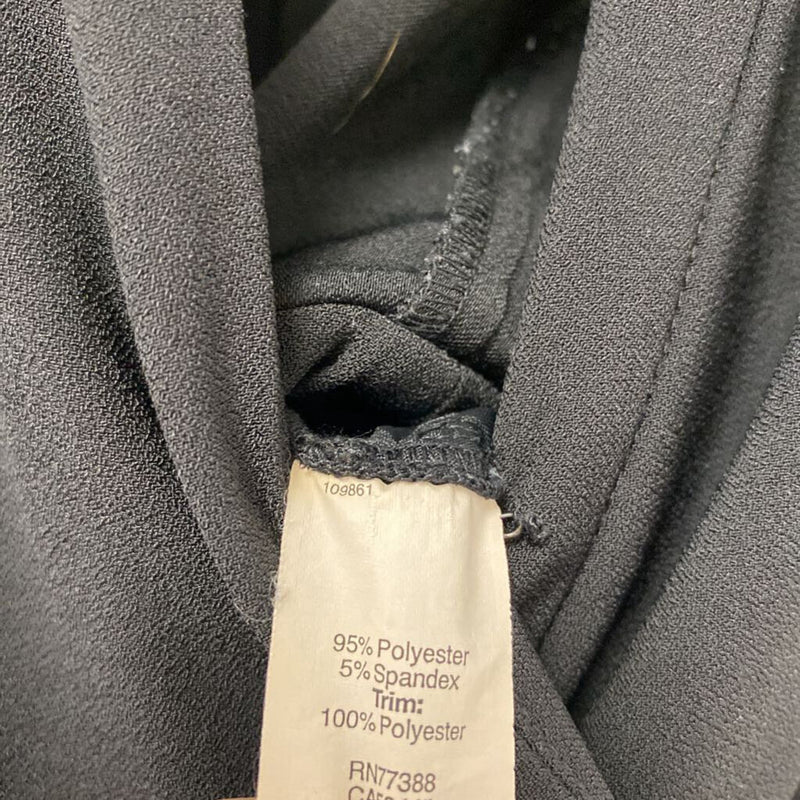 109861
95% Polyester
5% Spandex
Trim:
100% Polyester
RN77388